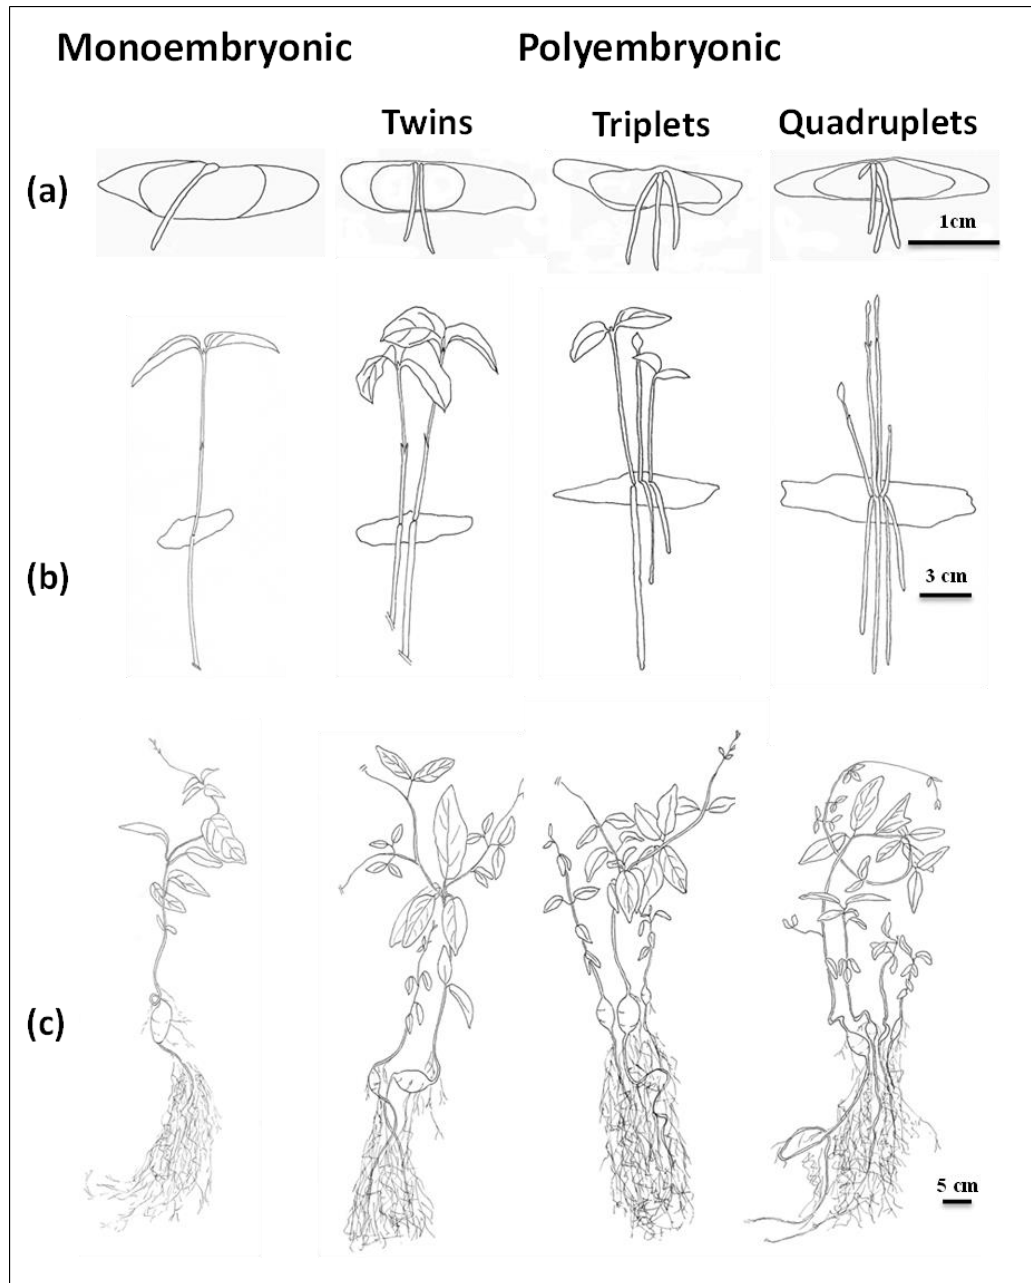 Monoembryonic
Polyembryonic
Twins
Triplets
Quadruplets
(a)
1cm
(b)
3 cm
(c)
5 cm